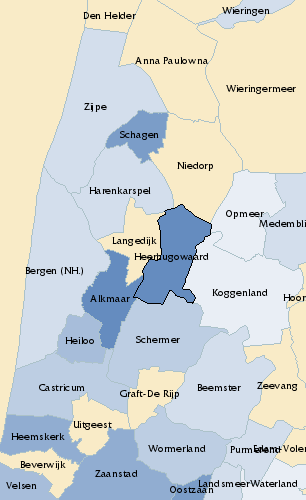 Wieringen
Den Helder
Anna Paulowna
Wieringermeer
Zijpe
Schagen
Niedorp
Harenkarspel
Opmeer
Medembli
Langedijk
Heerhugowaard
Bergen (NH.)
Koggenland
Alkmaar
Hoor
Schermer
Heiloo
Castricum
Graft-De Rijp
Beemster
Zeevang
Uitgeest
Heemskerk
Wormerland
Purmerend
Edam-Volen
Beverwijk
Zaanstad
Velsen
Oostzaan
Landsmeer
Waterland